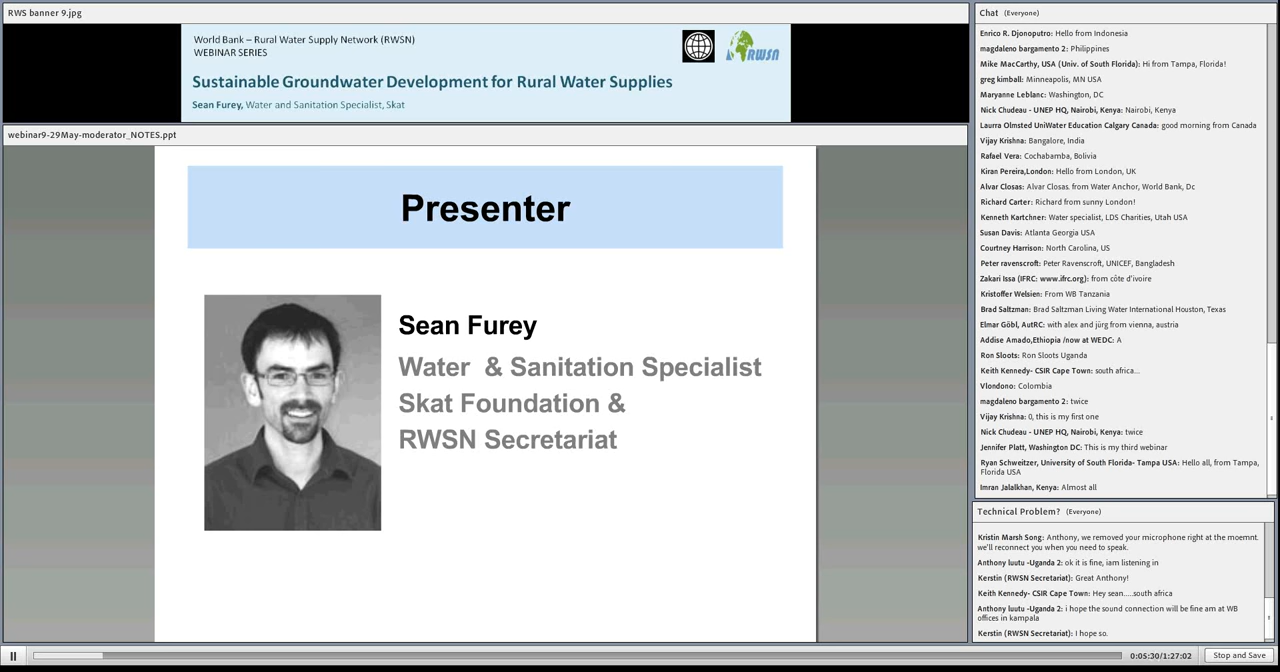 RWS banner 9.jpg
World Bank – Rural Water Supply Network (RWSN)
WEBINAR SERIES
RWSN
Sustainable Groundwater Development for Rural Water Supplies
Sean Furey, Water and Sanitation Specialist, Skat
webinar9-29May-moderator_NOTES.ppt
Presenter
Sean Furey
Water & Sanitation Specialist
Skat Foundation &
RWSN Secretariat
Chat (Everyone)
Enrico R. Djonoputro: Hello from Indonesia
magdaleno bargamento 2: Philippines
Mike MacCarthy, USA (Univ. of South Florida): Hi from Tampa, Florida!
greg kimball: Minneapolis, MN USA
Maryanne Leblanc: Washington, DC
Nick Chudeau - UNEP HQ, Nairobi, Kenya: Nairobi, Kenya
Laurra Olmsted UniWater Education Calgary Canada: good morning from Canada
Vijay Krishna: Bangalore, India
Rafael Vera: Cochabamba, Bolivia
Kiran Pereira,London: Hello from London, UK
Alvar Closas: Alvar Closas. from Water Anchor, World Bank, Dc
Richard Carter: Richard from sunny London!
Kenneth Kartchner: Water specialist, LDS Charities, Utah USA
Susan Davis: Atlanta Georgia USA
Courtney Harrison: North Carolina, US
Peter ravenscroft: Peter Ravenscroft, UNICEF, Bangladesh
Zakari Issa (IFRC: www.ifrc.org): from côte d'ivoire
Kristoffer Welsien: From WB Tanzania
Brad Saltzman: Brad Saltzman Living Water International Houston, Texas
Elmar Göbl, AutRC: with alex and jürg from vienna, austria
Addise Amado,Ethiopia /now at WEDC: A
Ron Sloots: Ron Sloots Uganda
Keith Kennedy- CSIR Cape Town: south africa...
Vlondono: Colombia
magdaleno bargamento 2: twice
Vijay Krishna: 0, this is my first one
Nick Chudeau - UNEP HQ, Nairobi, Kenya: twice
Jennifer Platt, Washington DC: This is my third webinar
Ryan Schweitzer, University of South Florida- Tampa USA: Hello all, from Tampa,
Florida USA
Imran Jalalkhan, Kenya: Almost all
Technical Problem? (Everyone)
Kristin Marsh Song: Anthony, we removed your microphone right at the moemnt.
we'll reconnect you when you need to speak.
Anthony luutu -Uganda 2: ok it is fine, iam listening in
Kerstin (RWSN Secretariat): Great Anthony!
Keith Kennedy- CSIR Cape Town: Hey sean.....south africa
Anthony luutu -Uganda 2: i hope the sound connection will be fine am at WB
offices in kampala
Kerstin (RWSN Secretariat): I hope so.
0:05:30/1:27:02
Stop and Save